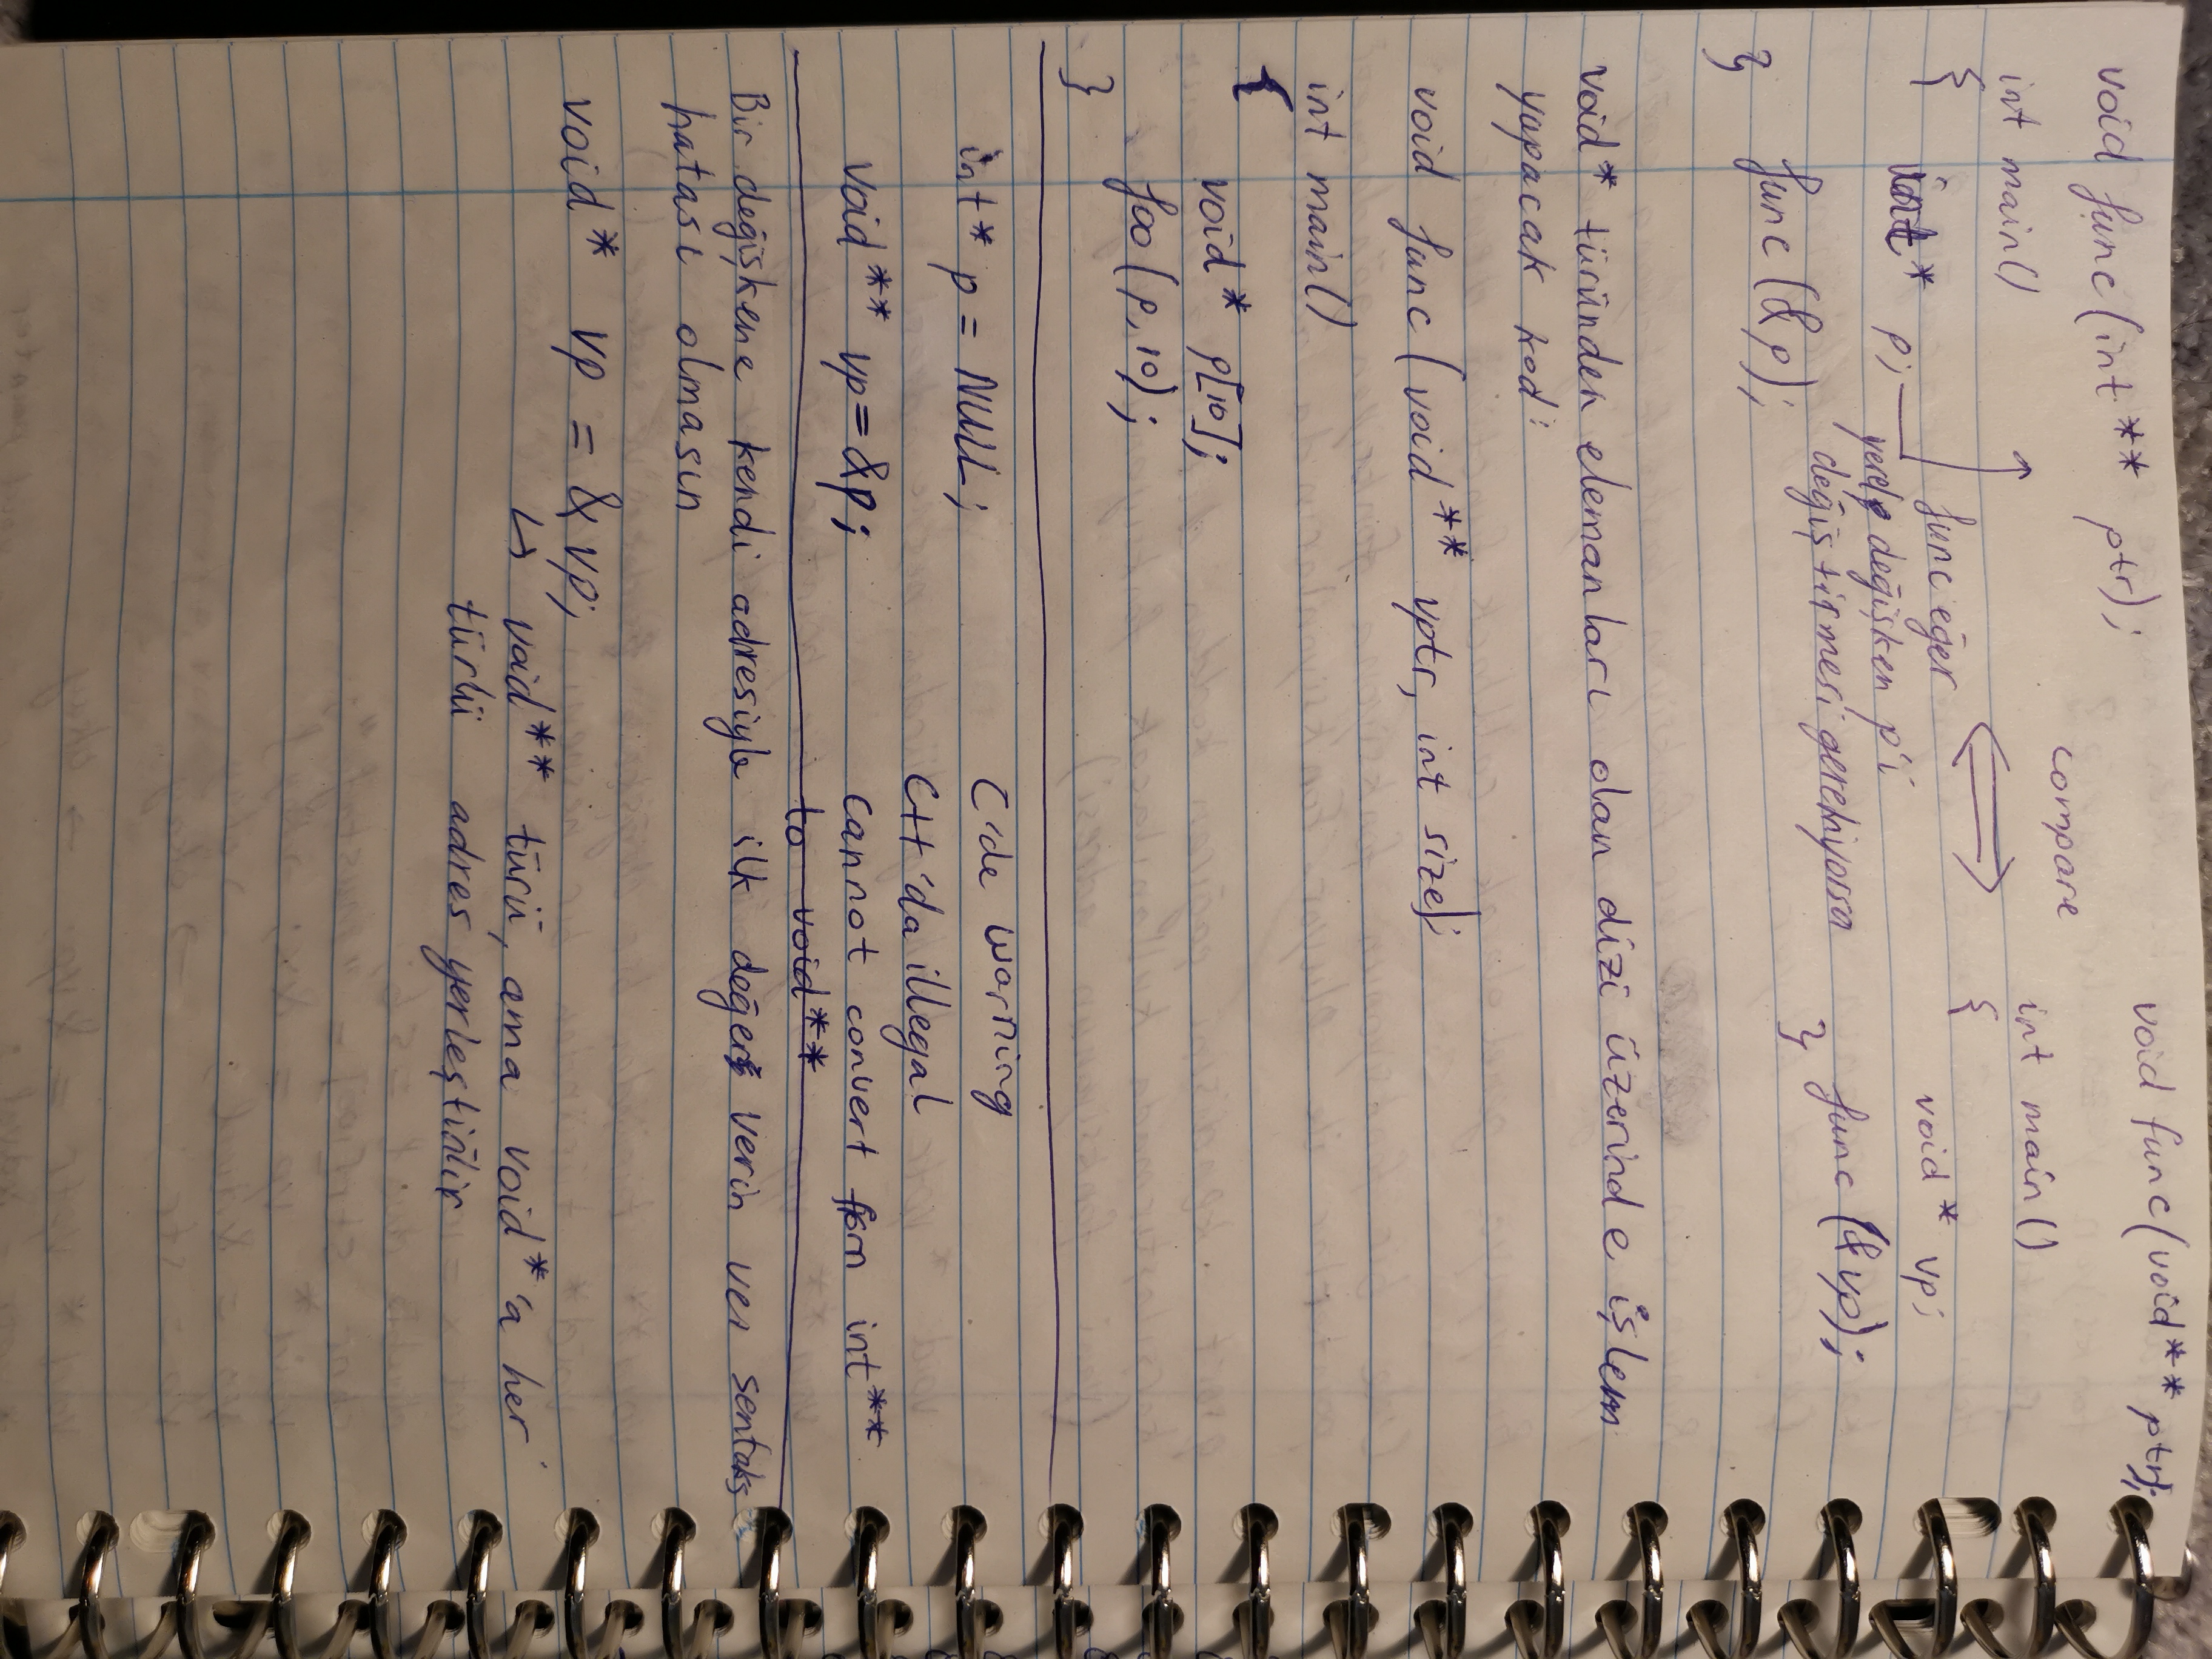 void func(int** ptr);
int main()
{
int* p;
func(&p);
}
func eğer
yerel değişken p'i
değiştirmesi gerekiyorsa
compare
void func(void** ptr);
int main()
{
void* vp;
func(&vp);
}
void* türünden elemanları olan dizi üzerinde işlem
yapacak kod:
void func(void** vptr, int size);
int main()
{
void* p[10];
foo(p,10);
}
int* p = NULL;
void** vp=&p;
C'de warning
C++'da illegal
cannot convert from int**
to void**
Bir değişkene kendi adresiyle ilk değer verin ver sentaks
hatası olmasın
void* vp = &vp;
↳ void** türü, ama void*'a her
türlü adres yerleştirilir